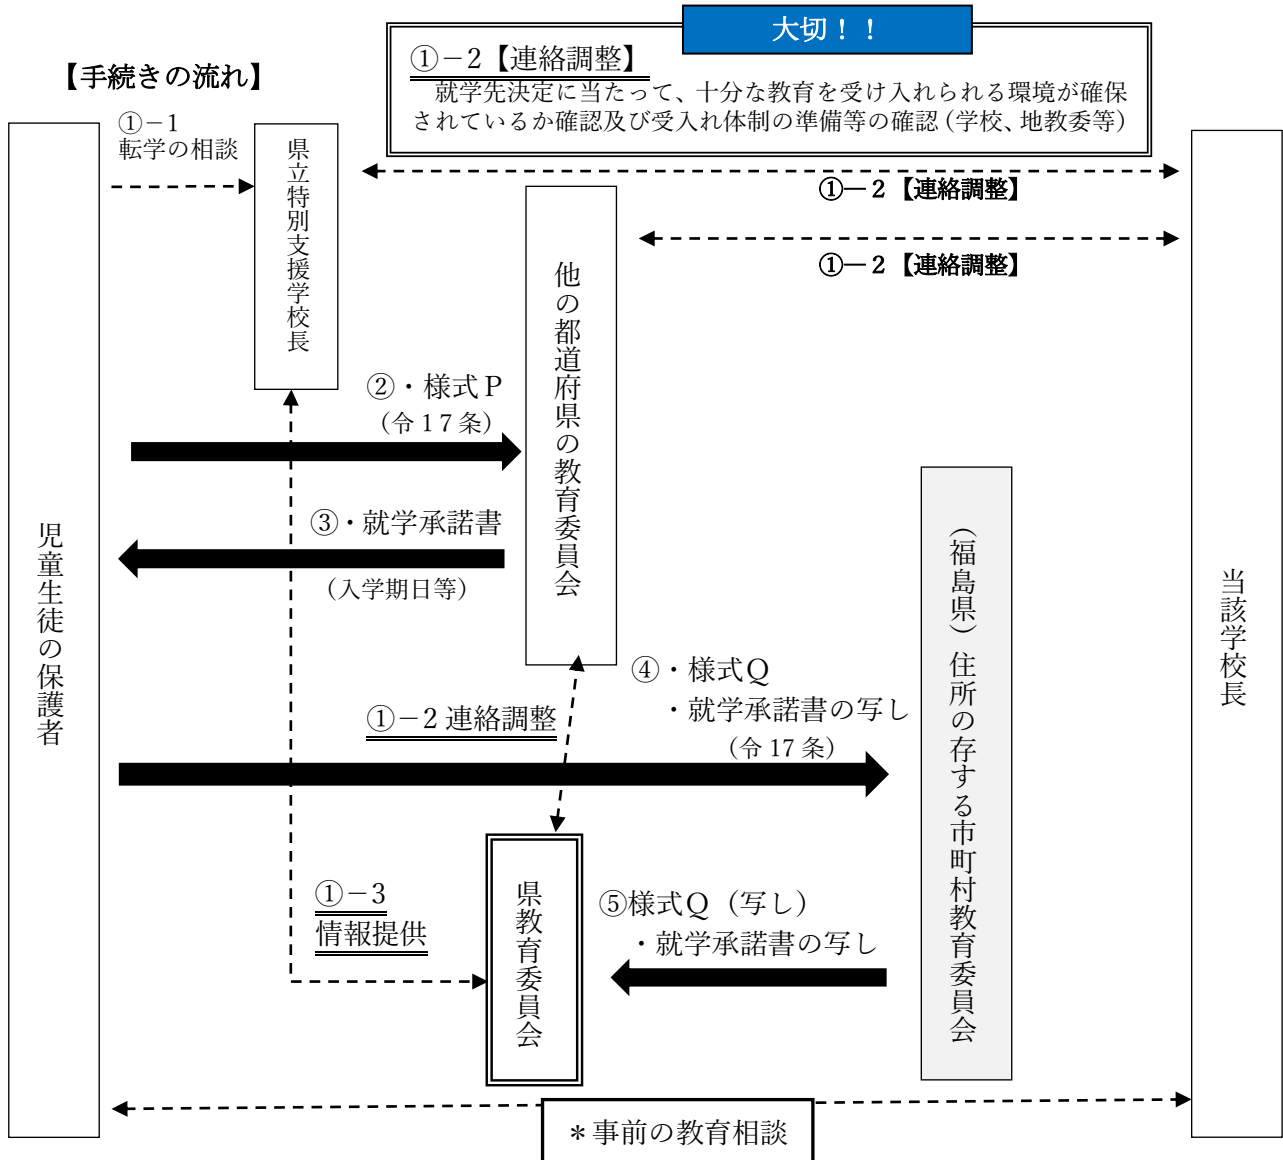 大切！！
①－２【連絡調整】
就学先決定に当たって、十分な教育を受け入れられる環境が確保
されているか確認及び受入れ体制の準備等の確認（学校、地教委等）
【手続きの流れ】
①－1
転学の相談
県立特別支援学校長
①―２【連絡調整】
①―２【連絡調整】
他の都道府県の教育委員会
②・様式Ｐ
（令１７条）
③・就学承諾書
（入学期日等）
児童生徒の保護者
（福島県）住所の存する市町村教育委員会
当該学校長
④・様式Ｑ
・就学承諾書の写し
（令 17 条）
①－２連絡調整
①－3
情報提供
県教育委員会
⑤様式Ｑ（写し）
・就学承諾書の写し
＊事前の教育相談